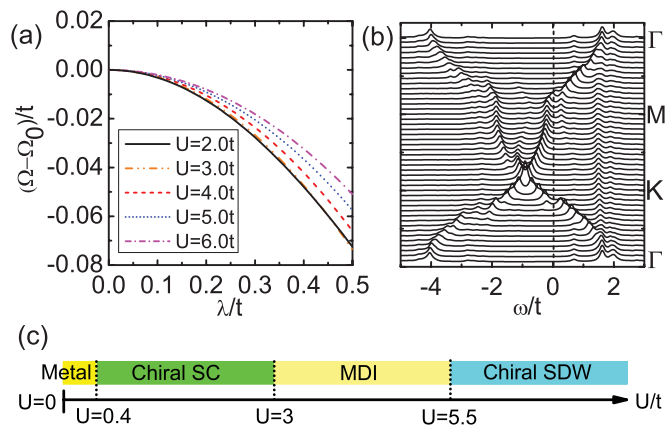 (a)
(Ω−Ω₀)/t
0.00
-0.02
-0.04
-0.06
-0.08
U=2.0t
U=3.0t
U=4.0t
U=5.0t
U=6.0t
0.0 0.1 0.2 0.3 0.4 0.5
λ/t
(b)
Γ
M
K
Γ
-4 -2 0 2
ω/t
(c)
Metal Chiral SC MDI Chiral SDW
U=0 U=0.4 U=3 U=5.5 U/t